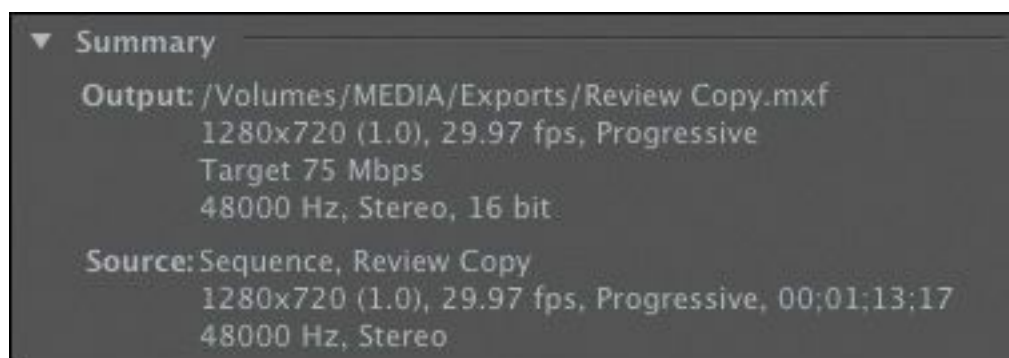 Summary
Output: /Volumes/MEDIA/Exports/Review Copy.mxf
1280x720 (1.0), 29.97 fps, Progressive
Target 75 Mbps
48000 Hz, Stereo, 16 bit
Source: Sequence, Review Copy
1280x720 (1.0), 29.97 fps, Progressive, 00;01;13;17
48000 Hz, Stereo